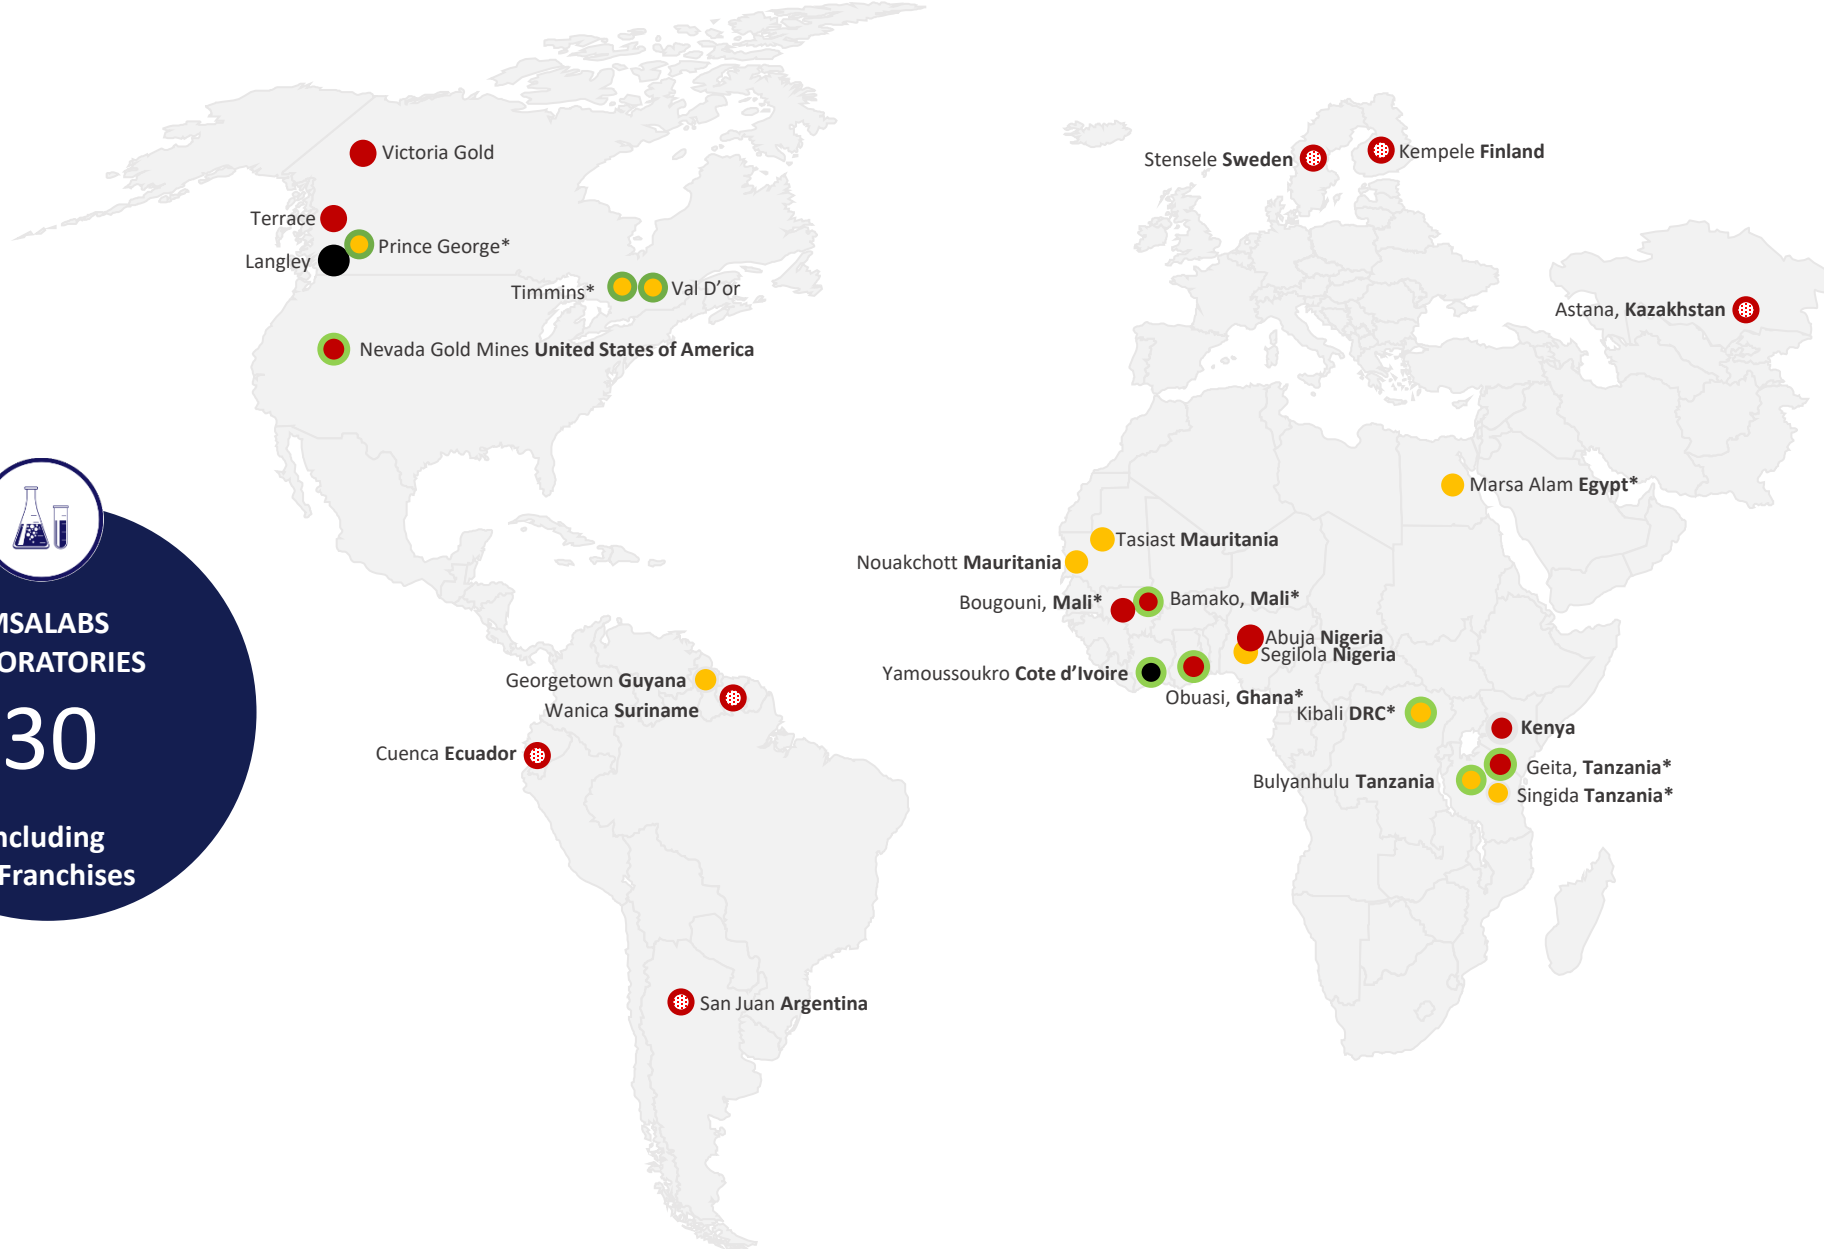 Victoria Gold
Terrace
Prince George*
Langley
Timmins*
Val D’or
Nevada Gold Mines United States of America
Stensele Sweden
Kempele Finland
Astana, Kazakhstan
Marsa Alam Egypt*
Tasiast Mauritania
Nouakchott Mauritania
Bougouni, Mali*
Bamako, Mali*
Abuja Nigeria
Segilola Nigeria
Yamoussoukro Cote d’Ivoire
Obuasi, Ghana*
Kibali DRC*
Kenya
Geita, Tanzania*
Bulyanhulu Tanzania
Singida Tanzania*
Georgetown Guyana
Wanica Suriname
Cuenca Ecuador
San Juan Argentina
MSALABS
ORATORIES
30
ncluding
Franchises